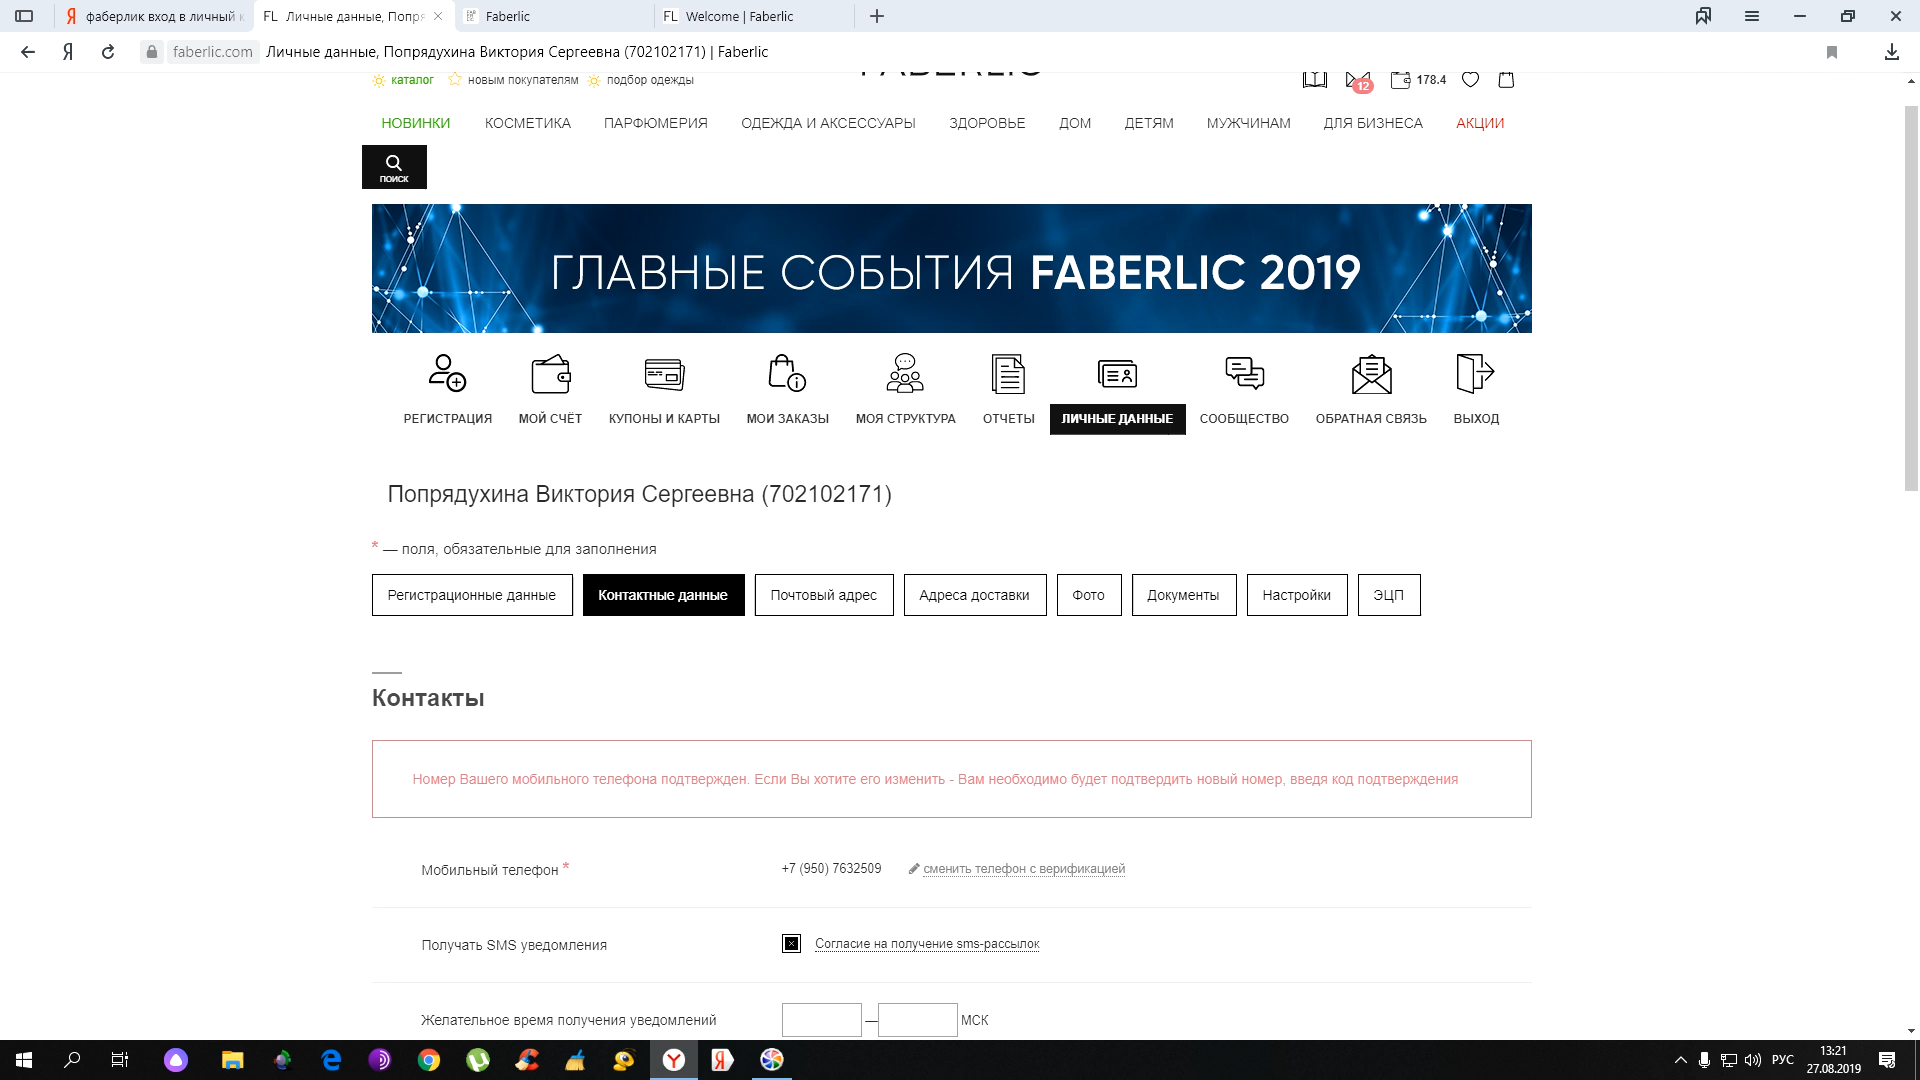 фаберлик вход в личный к
FL Личные данные, Попря
Faberlic
FL Welcome | Faberlic
faberlic.com Личные данные, Попрядухина Виктория Сергеевна (702102171) | Faberlic
каталог новым покупателям подбор одежды
FABERLIC
12 178.4
НОВИНКИ КОСМЕТИКА ПАРФЮМЕРИЯ ОДЕЖДА И АКСЕССУАРЫ ЗДОРОВЬЕ ДОМ ДЕТЯМ МУЖЧИНАМ ДЛЯ БИЗНЕСА АКЦИИ
ПОИСК
ГЛАВНЫЕ СОБЫТИЯ FABERLIC 2019
РЕГИСТРАЦИЯ МОЙ СЧЁТ КУПОНЫ И КАРТЫ МОИ ЗАКАЗЫ МОЯ СТРУКТУРА ОТЧЕТЫ ЛИЧНЫЕ ДАННЫЕ СООБЩЕСТВО ОБРАТНАЯ СВЯЗЬ ВЫХОД
Попрядухина Виктория Сергеевна (702102171)
* — поля, обязательные для заполнения
Регистрационные данные Контактные данные Почтовый адрес Адреса доставки Фото Документы Настройки ЭЦП
Контакты
Номер Вашего мобильного телефона подтвержден. Если Вы хотите его изменить - Вам необходимо будет подтвердить новый номер, введя код подтверждения
Мобильный телефон * +7 (950) 7632509 сменить телефон с верификацией
Получать SMS уведомления Согласие на получение sms-рассылок
Желательное время получения уведомлений — МСК
РУС
13:21
27.08.2019